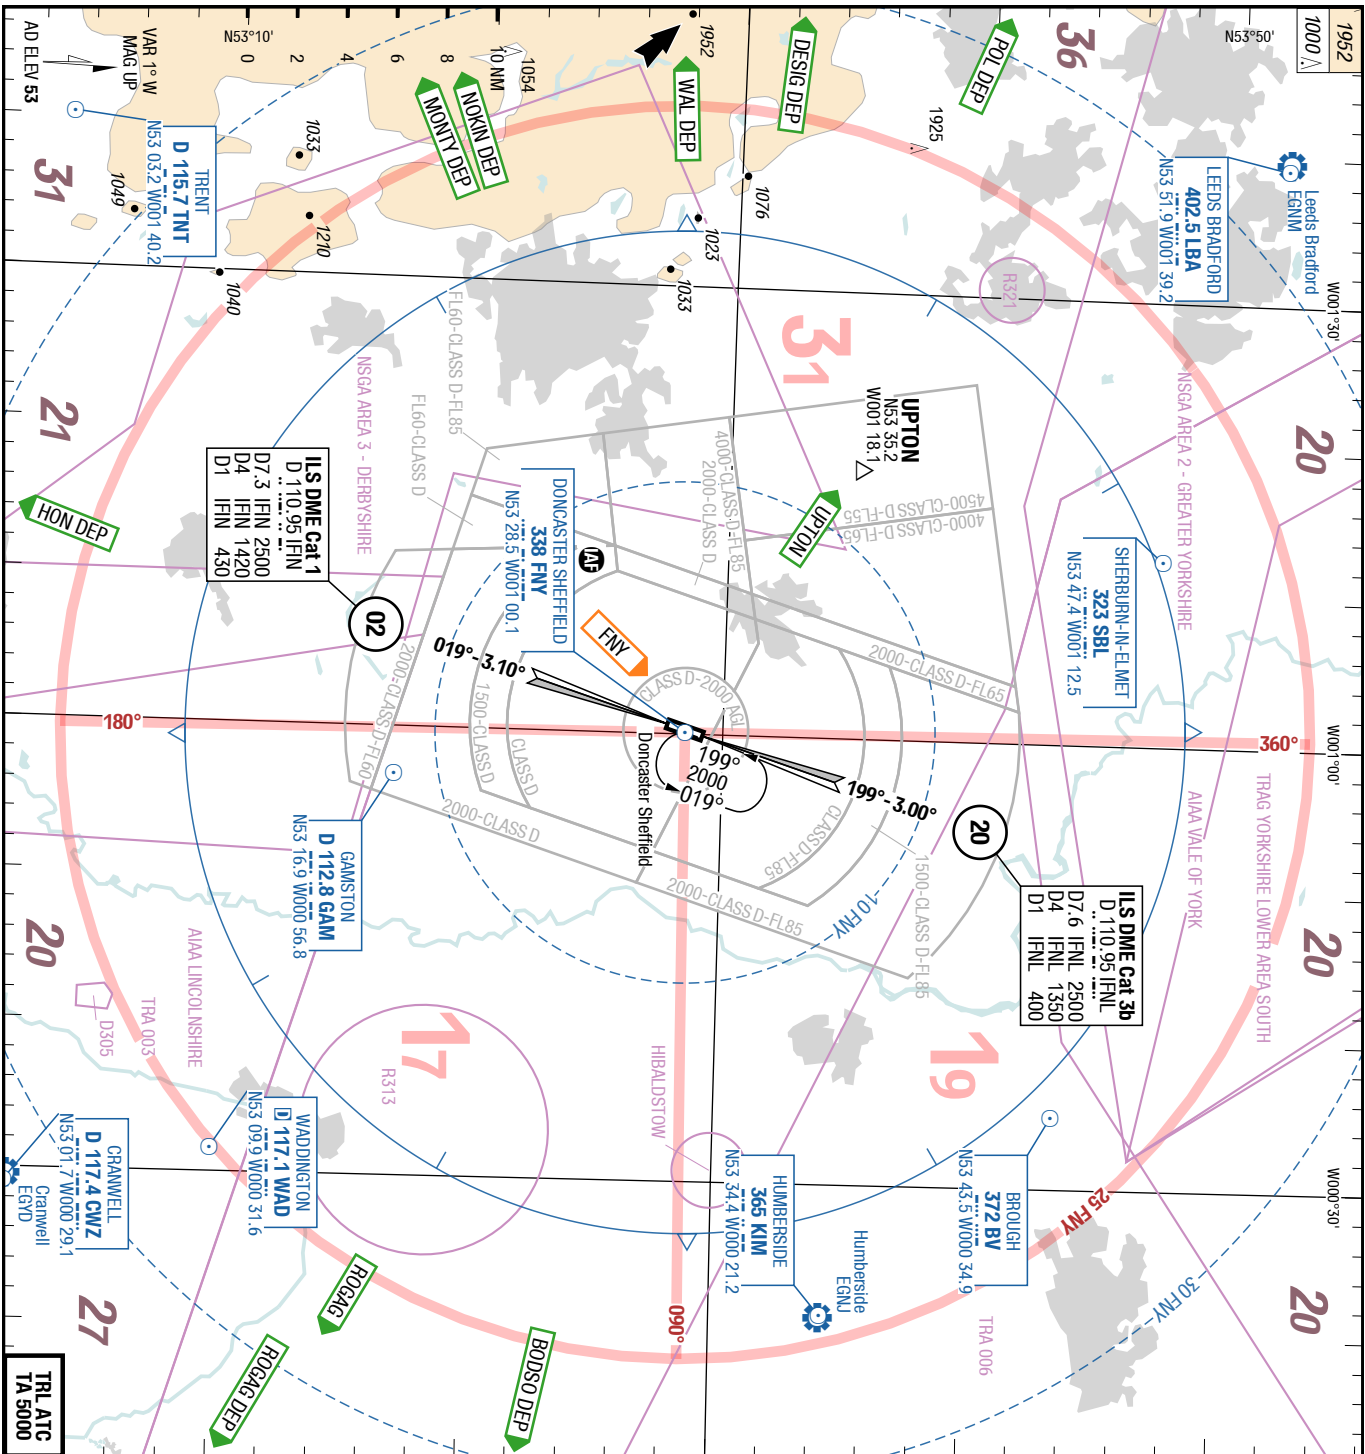 1952
1000
N53°50'
36
POL DEP
DESIG DEP
1952
WAL DEP
1054
10 NM
8
6
4
2
0
N53°10'
VAR 1° W
MAG UP
AD ELEV 53
NOKIN DEP
MONTY DEP
1925
Leeds Bradford
EGNM
LEEDS BRADFORD
402.5 LBA
N53 51.9 W001 39.2
1076
1023
1033
1033
1049
1210
1040
31
TRENT
D 115.7 TNT
N53 03.2 W001 40.2
W001°30'
R321
31
NSGA AREA 2 - GREATER YORKSHIRE
20
UPTON
N53 35.2
W001 18.1
4500-CLASS D-FL55
4000-CLASS D-FL65
4000-CLASS D-FL85
2000-CLASS D
UPTON
FL60-CLASS D-FL85
FL60-CLASS D
NSGA AREA 3 - DERBYSHIRE
21
HON DEP
ILS DME Cat 1
D 110.95 IFIN
D7.3 IFIN 2500
D4 IFIN 1420
D1 IFIN 430
02
DONCASTER SHEFFIELD
338 FNY
N53 28.5 W001 00.1
IAF
FNY
SHERBURN-IN-ELMET
323 SBL
N53 47.4 W001 12.5
2000-CLASS D-FL65
CLASS D-2000 AGL
019°-3.10°
2000-CLASS D-FL60
1500-CLASS D
CLASS D
180°
360°
W001°00'
199°
2000
019°
Doncaster Sheffield
199°-3.00°
20
CLASS D-FL85
1500-CLASS D-FL85
2000-CLASS D
2000-CLASS D-FL85
ILS DME Cat 3b
D 110.95 IFNL
D7.6 IFNL 2500
D4 IFNL 1350
D1 IFNL 400
AIAA VALE OF YORK
TRAG YORKSHIRE LOWER AREA SOUTH
20
GAMSTON
D 112.8 GAM
N53 16.9 W000 56.8
10 FNY
20
AIAA LINCOLNSHIRE
TRA 003
D305
17
R313
19
HIBALDSTOW
WADDINGTON
D 117.1 WAD
N53 09.9 W000 31.6
CRANWELL
D 117.4 CWZ
N53 01.7 W000 29.1
Cranwell
EGYD
HUMBERSIDE
365 KIM
N53 34.4 W000 21.2
Humberside
EGNJ
BROUGH
372 BV
N53 43.5 W000 34.9
25 FNY
30 FNY
W000°30'
090°
TRA 006
20
27
ROGAG
ROGAG DEP
BODSO DEP
TRL ATC
TA 5000